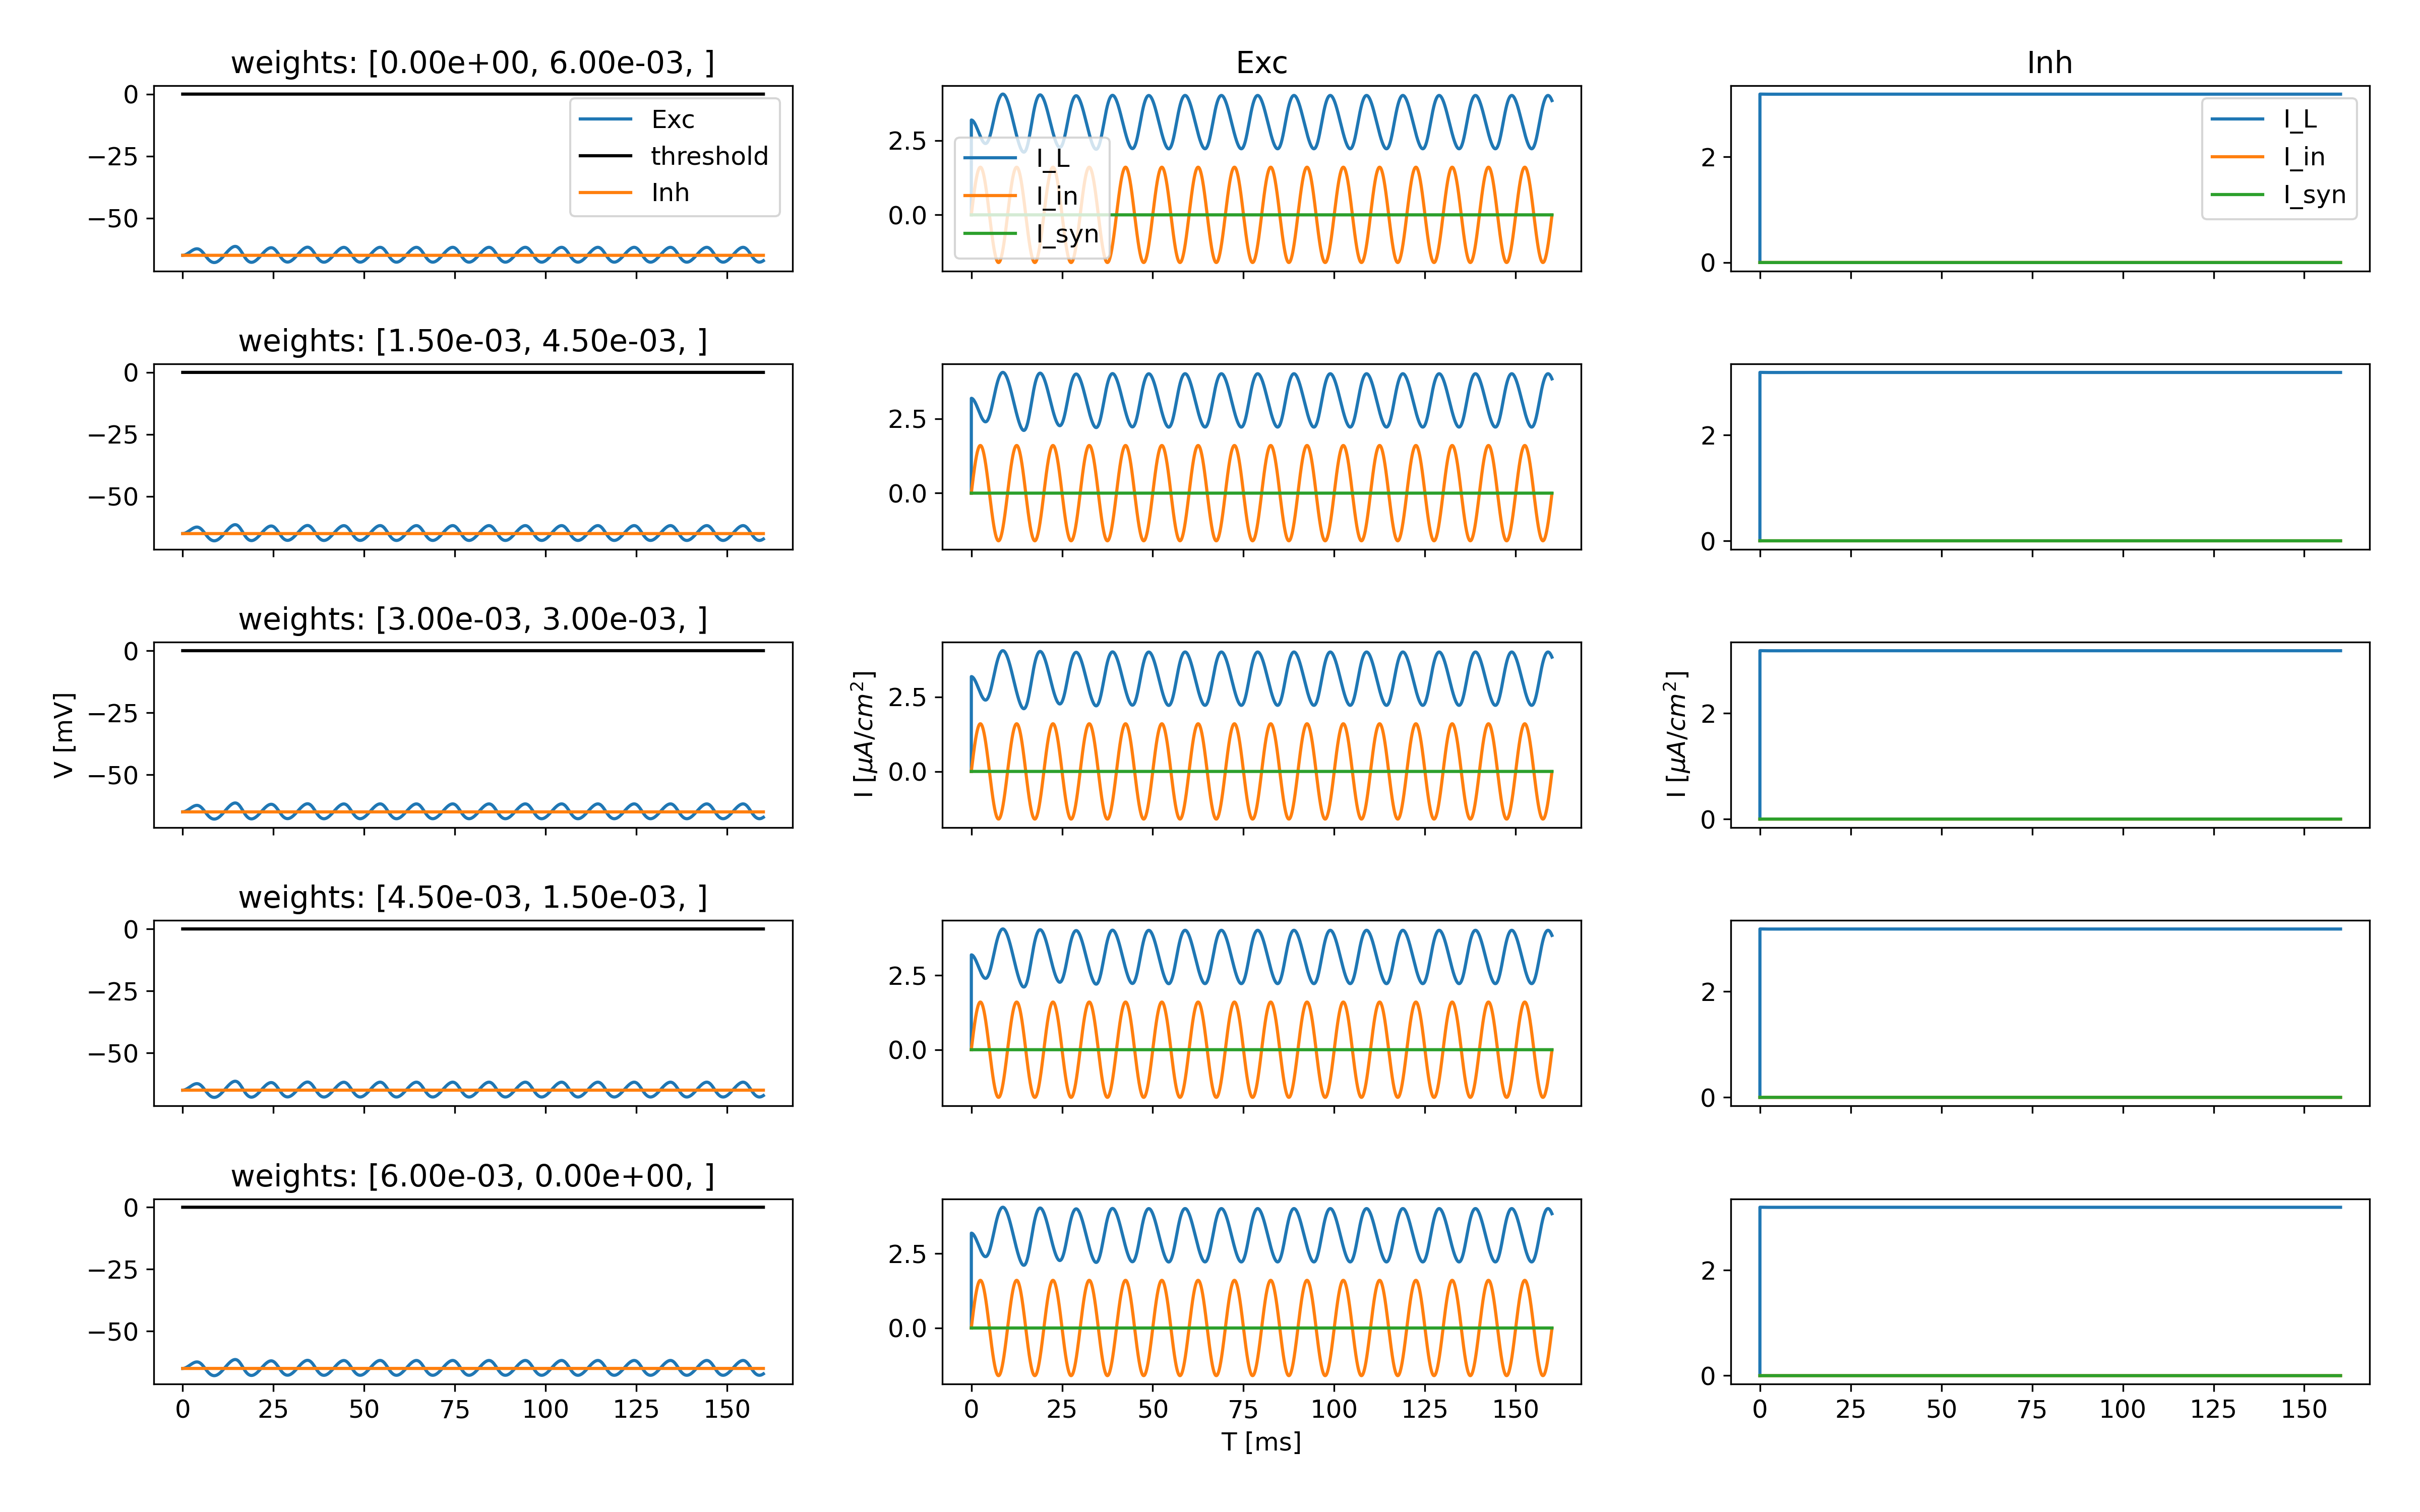 weights: [0.00e+00, 6.00e-03, ]
Exc
Inh
0
−25
−50
Exc
threshold
Inh
2.5
0.0
I_L
I_in
I_syn
2
0
I_L
I_in
I_syn
weights: [1.50e-03, 4.50e-03, ]
0
−25
−50
2.5
0.0
2
0
weights: [3.00e-03, 3.00e-03, ]
V [mV]
0
−25
−50
I [μA/cm²]
2.5
0.0
I [μA/cm²]
2
0
weights: [4.50e-03, 1.50e-03, ]
0
−25
−50
2.5
0.0
2
0
weights: [6.00e-03, 0.00e+00, ]
0
−25
−50
2.5
0.0
2
0
0 25 50 75 100 125 150
0 25 50 75 100 125 150
0 25 50 75 100 125 150
T [ms]